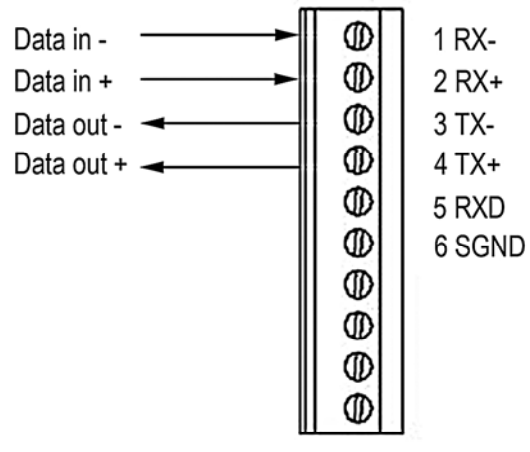 Data in - 1 RX-
Data in + 2 RX+
Data out - 3 TX-
Data out + 4 TX+
5 RXD
6 SGND